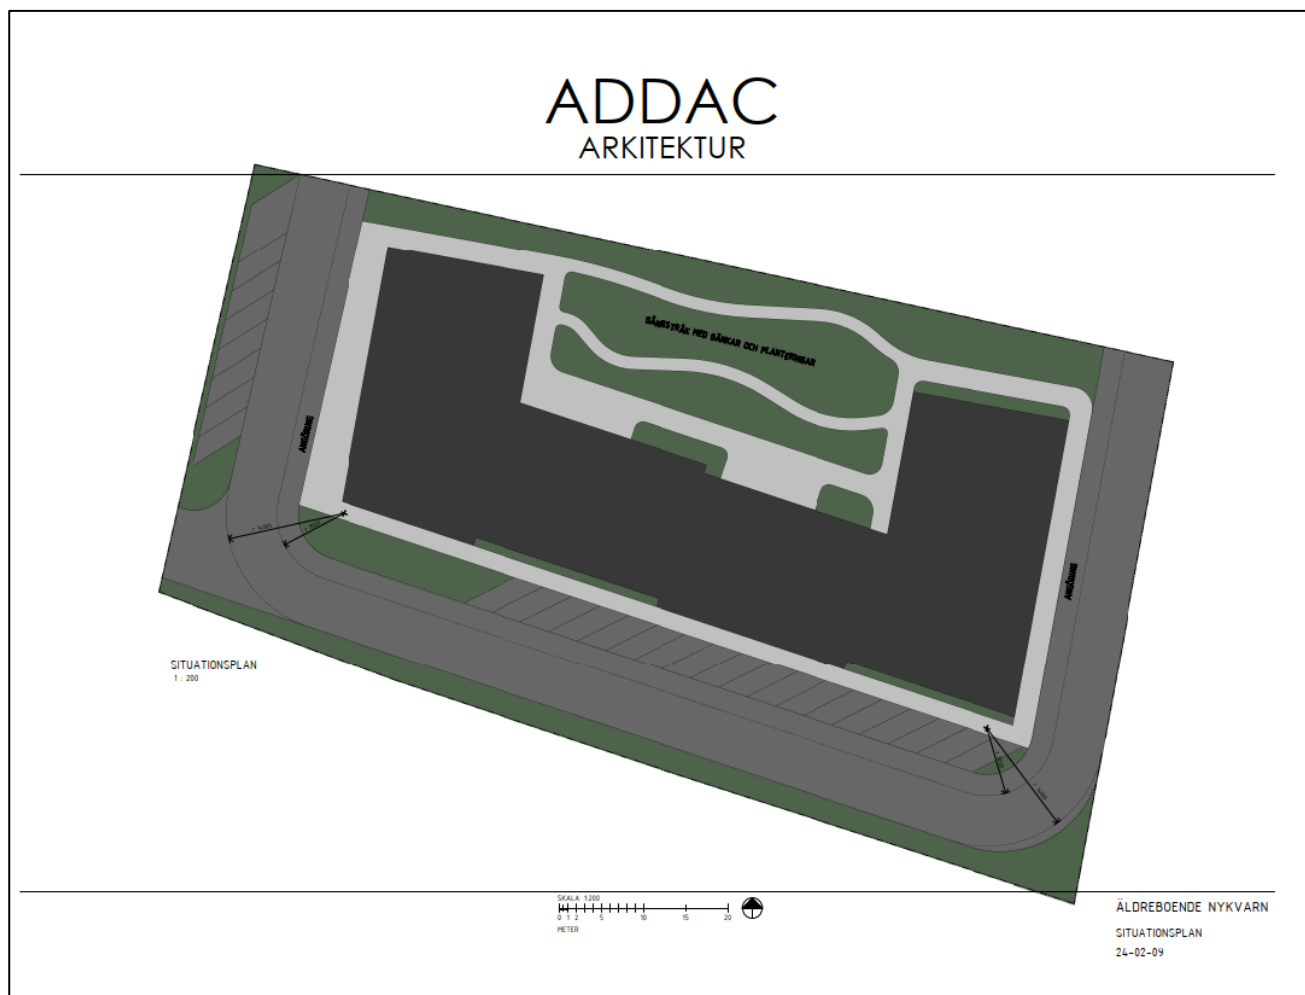 ADDAC
ARKITEKTUR
GÅNGSTRÅK MED BÄNKAR OCH PLANTERINGAR
ANGÖRING
ANGÖRING
SITUATIONSPLAN
1 : 200
SKALA 1:200
0 1 2 5 10 15 20
METER
ÄLDREBOENDE NYKVARN
SITUATIONSPLAN
24-02-09